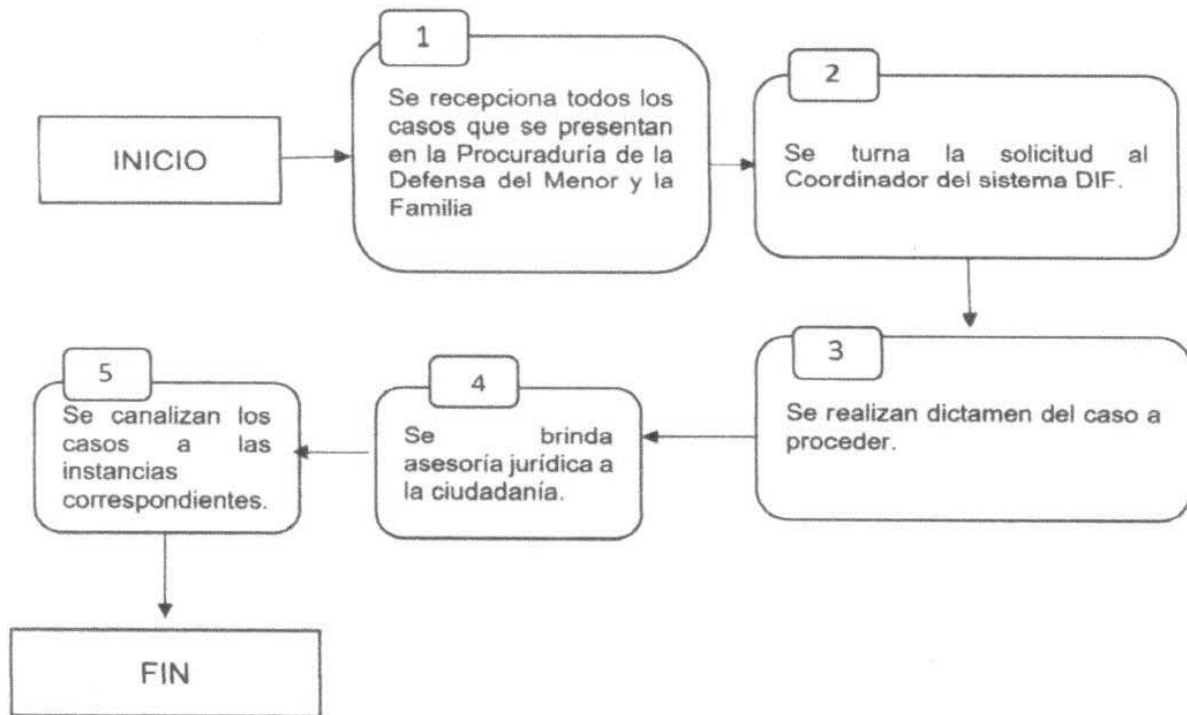 INICIO
1
Se recepciona todos los
casos que se presentan
en la Procuraduría de la
Defensa del Menor y la
Familia
2
Se turna la solicitud al
Coordinador del sistema DIF.
3
Se realizan dictamen del caso a
proceder.
4
Se brinda
asesoría jurídica a
la ciudadanía.
5
Se canalizan los
casos a las
instancias
correspondientes.
FIN